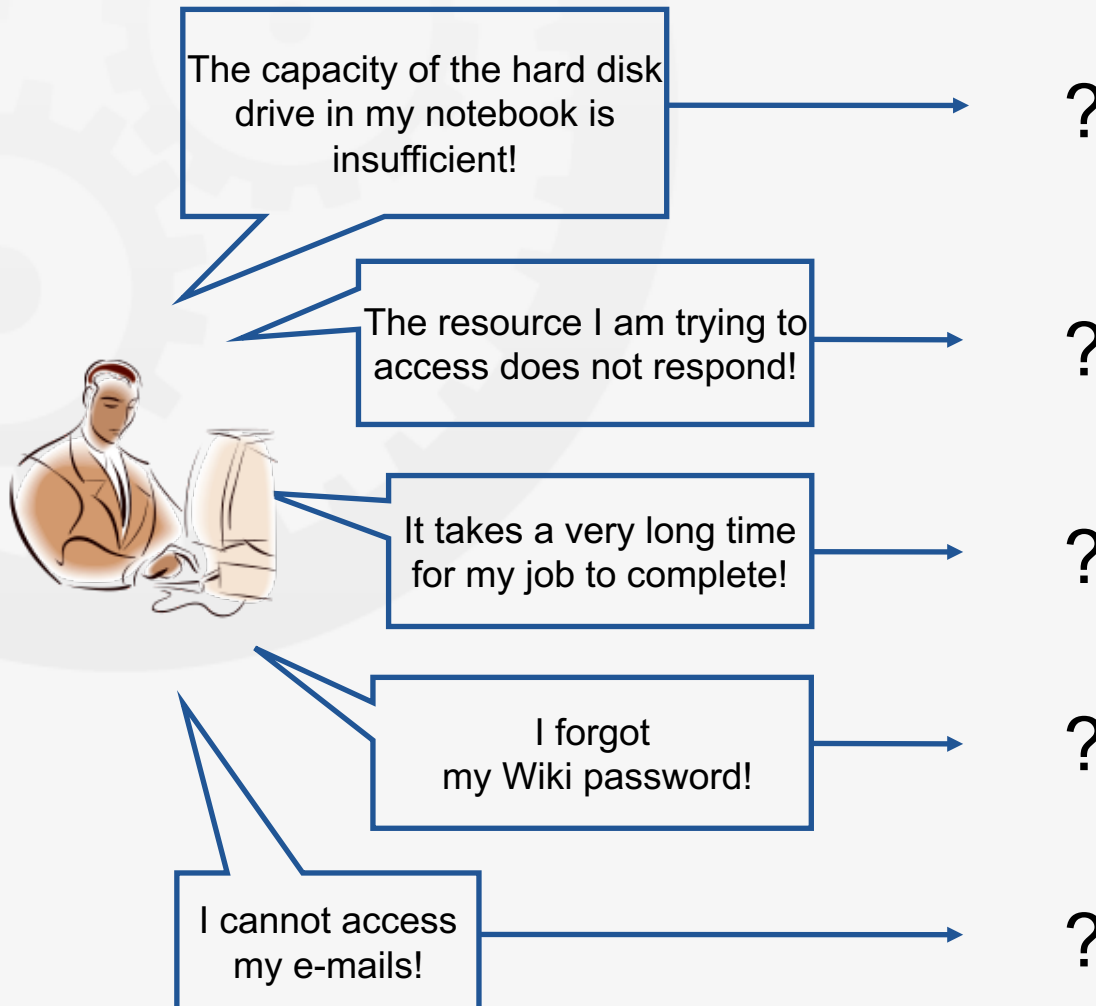 The capacity of the hard disk
drive in my notebook is
insufficient!
?
The resource I am trying to
access does not respond!
?
It takes a very long time
for my job to complete!
?
I forgot
my Wiki password!
?
I cannot access
my e-mails!
?